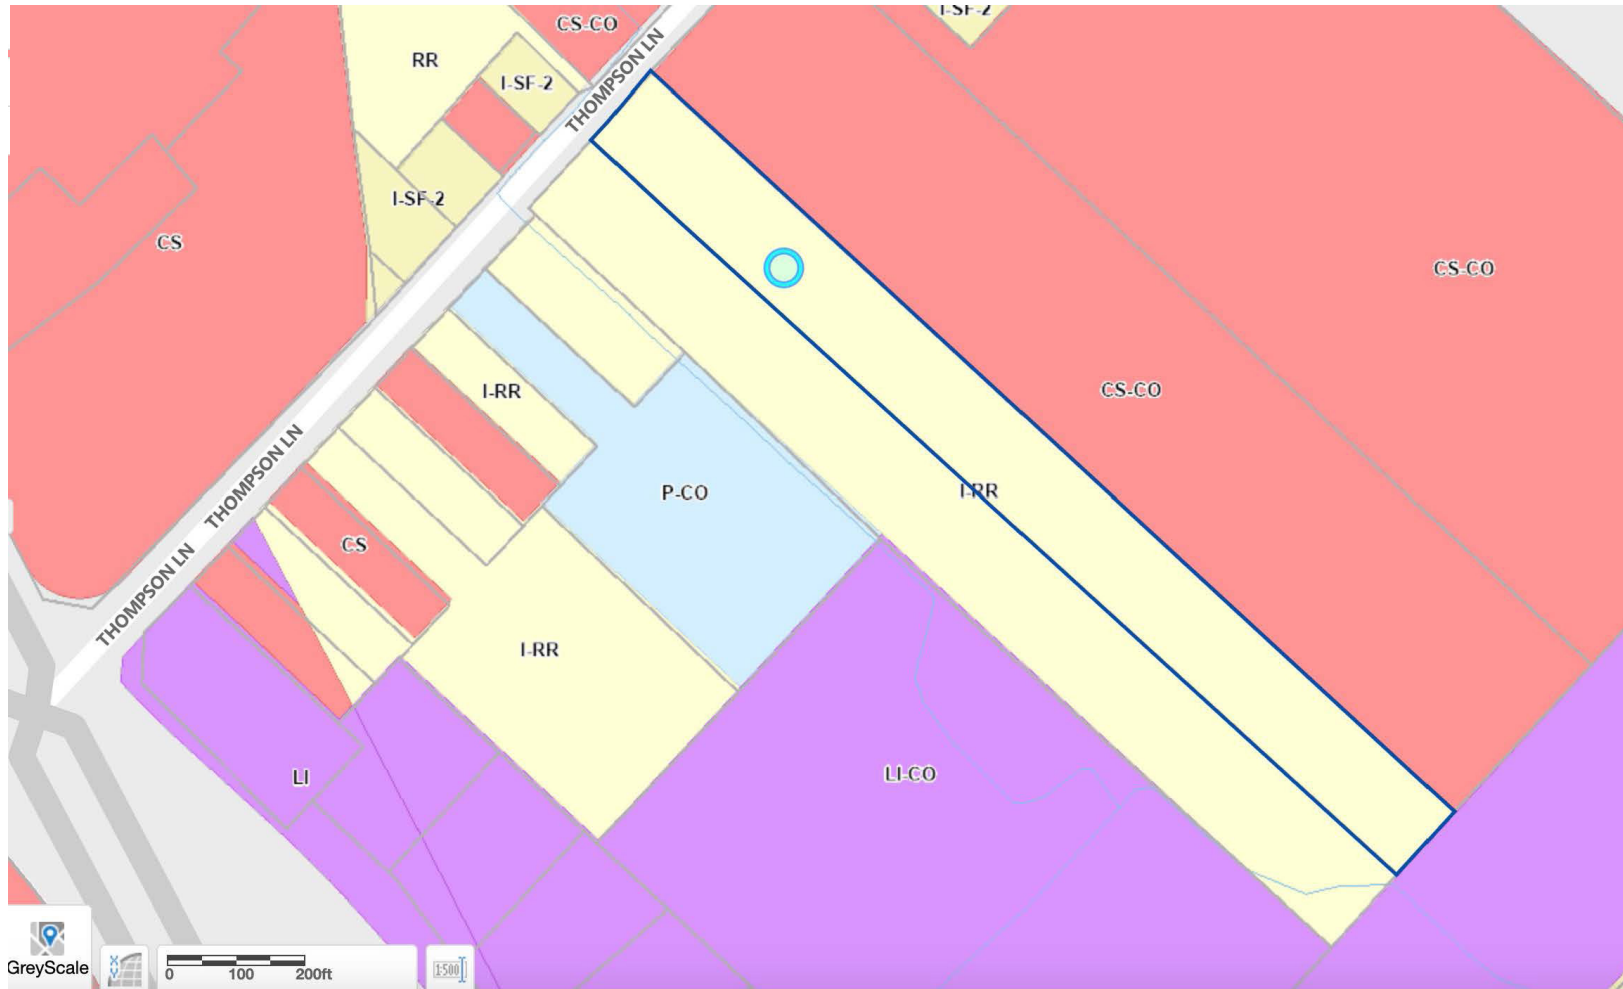 I-SF-2
CS-CO
THOMPSON LN
RR
I-SF-2
I-SF-2
CS
CS-CO
CS-CO
I-RR
THOMPSON LN
P-CO
I-RR
CS
THOMPSON LN
I-RR
LI
LI-CO
GreyScale
XY
0 100 200ft
1:500